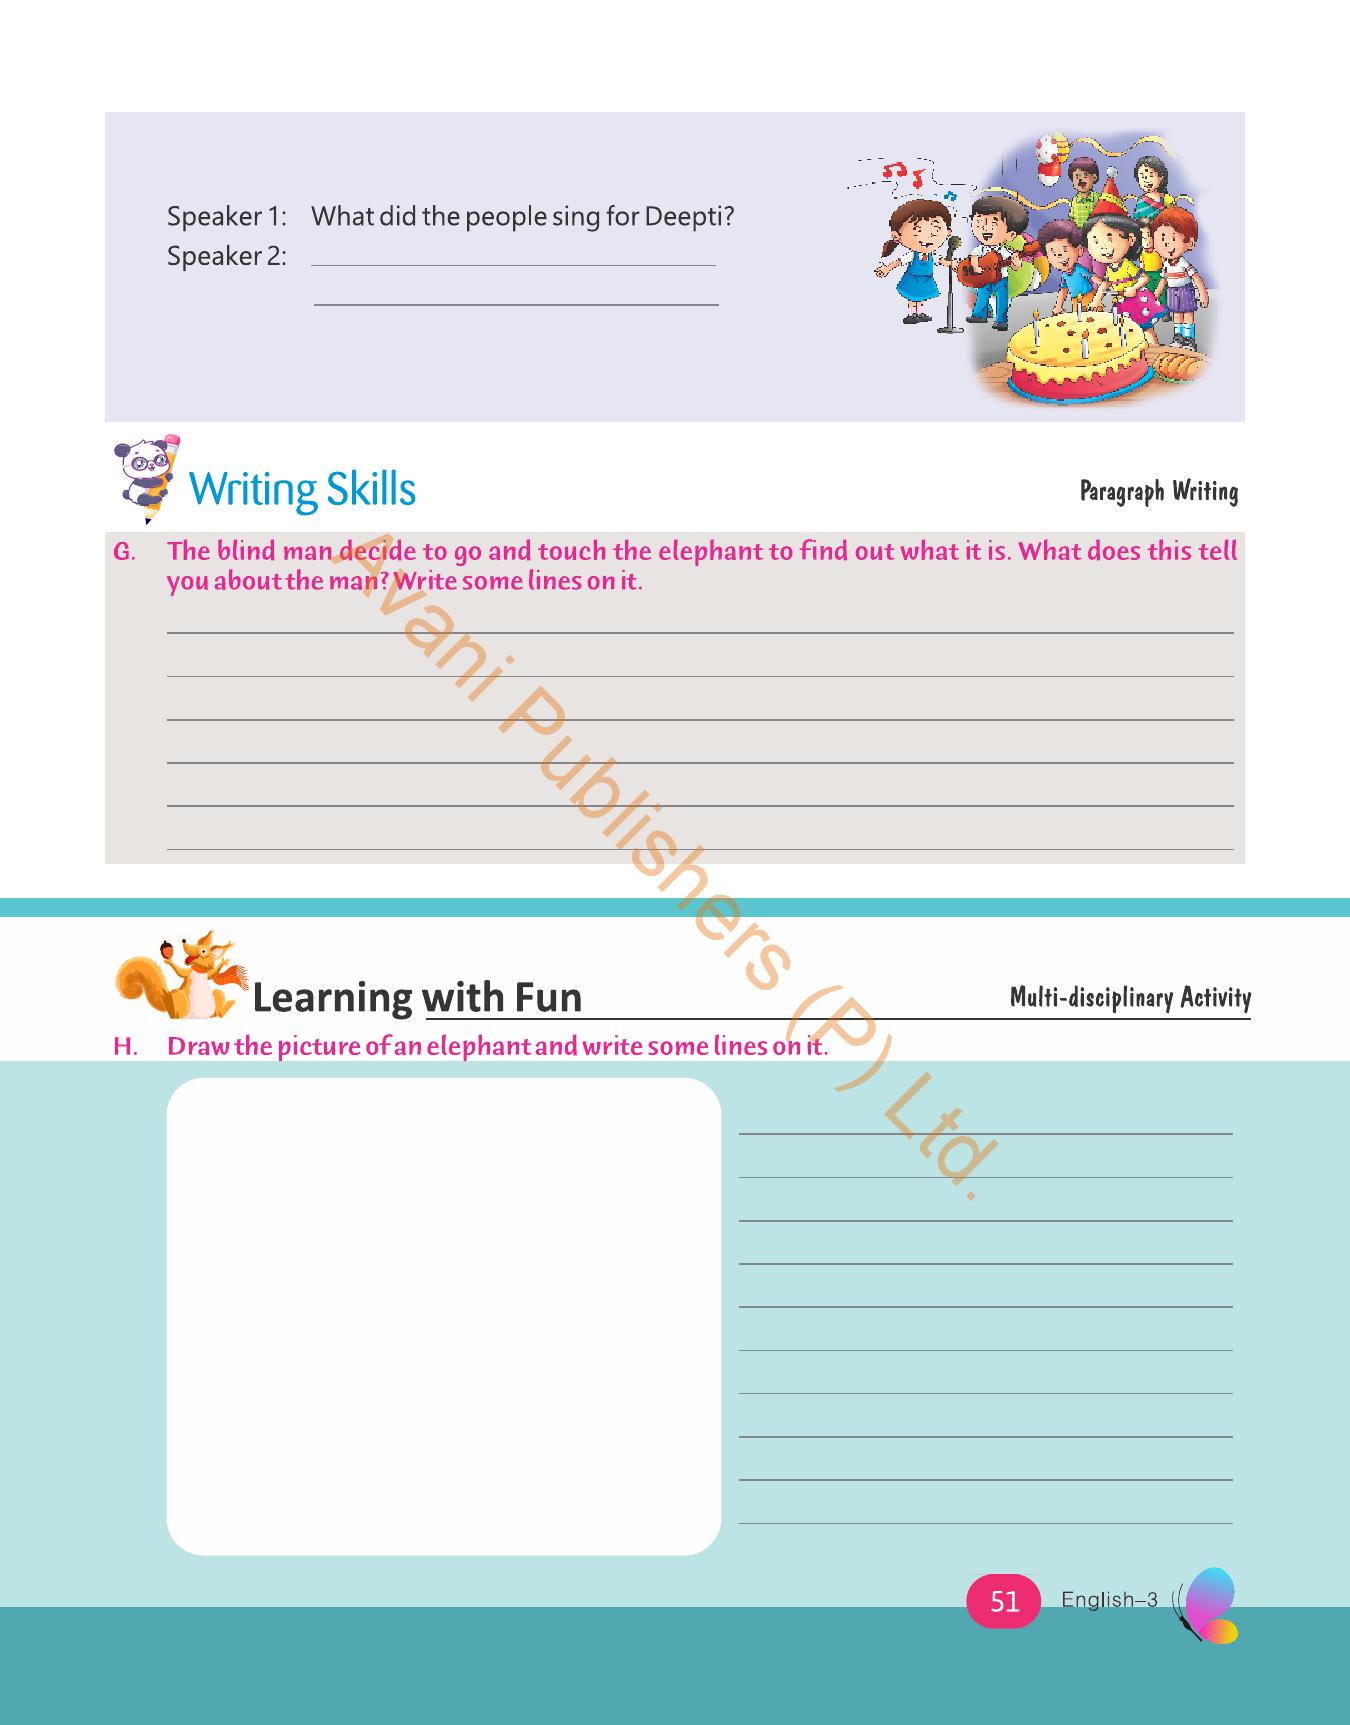 Speaker 1: What did the people sing for Deepti?
Speaker 2:
Writing Skills
Paragraph Writing
G. The blind man decide to go and touch the elephant to find out what it is. What does this tell
you about the man? Write some lines on it.
Avani Publishers (P) Ltd.
Learning with Fun
Multi-disciplinary Activity
H. Draw the picture of an elephant and write some lines on it.
51 English–3